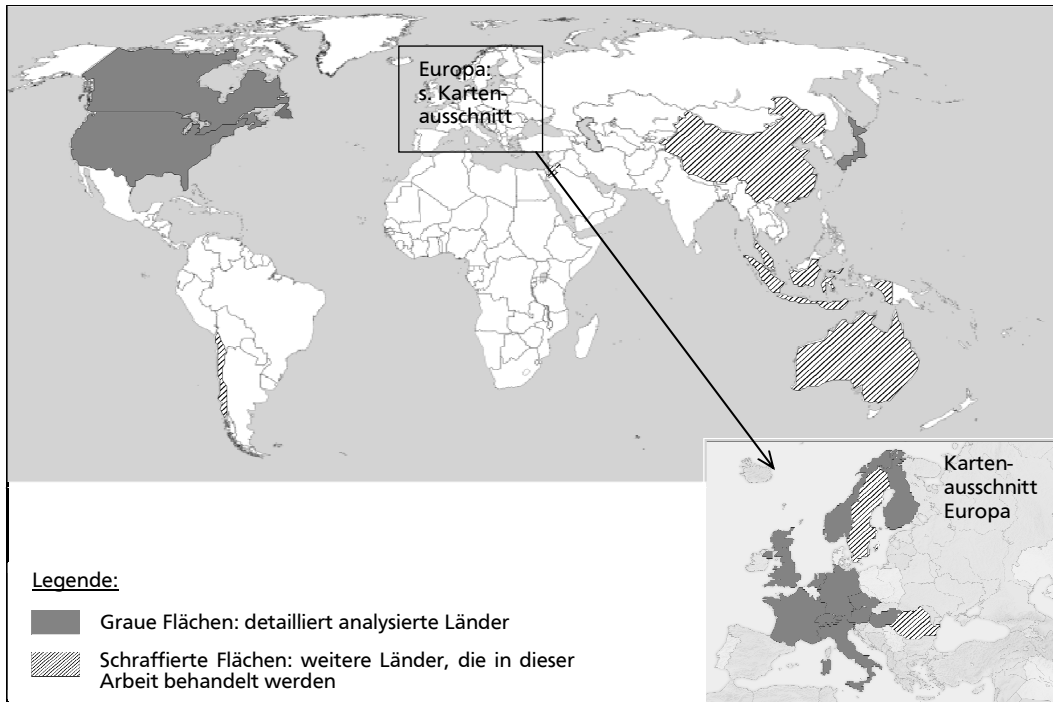 Europa:
s. Karten-
ausschnitt
Karten-
ausschnitt
Europa
Legende:
Graue Flächen: detailliert analysierte Länder
Schraffierte Flächen: weitere Länder, die in dieser
Arbeit behandelt werden